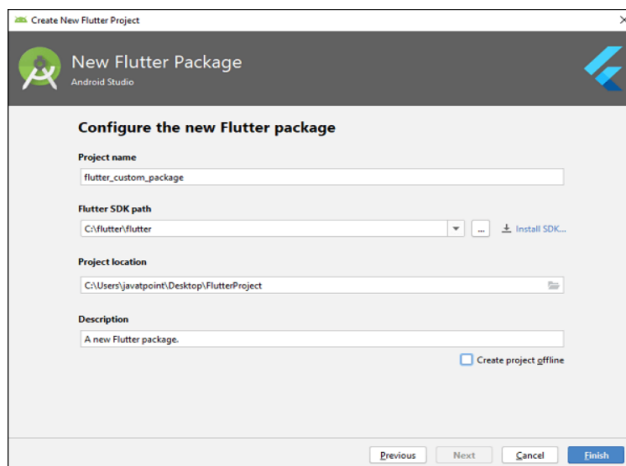 Create New Flutter Project
New Flutter Package
Android Studio
Configure the new Flutter package
Project name
flutter_custom_package
Flutter SDK path
C:\flutter\flutter
... Install SDK...
Project location
C:\Users\javatpoint\Desktop\FlutterProject
Description
A new Flutter package.
Create project offline
Previous Next Cancel Finish